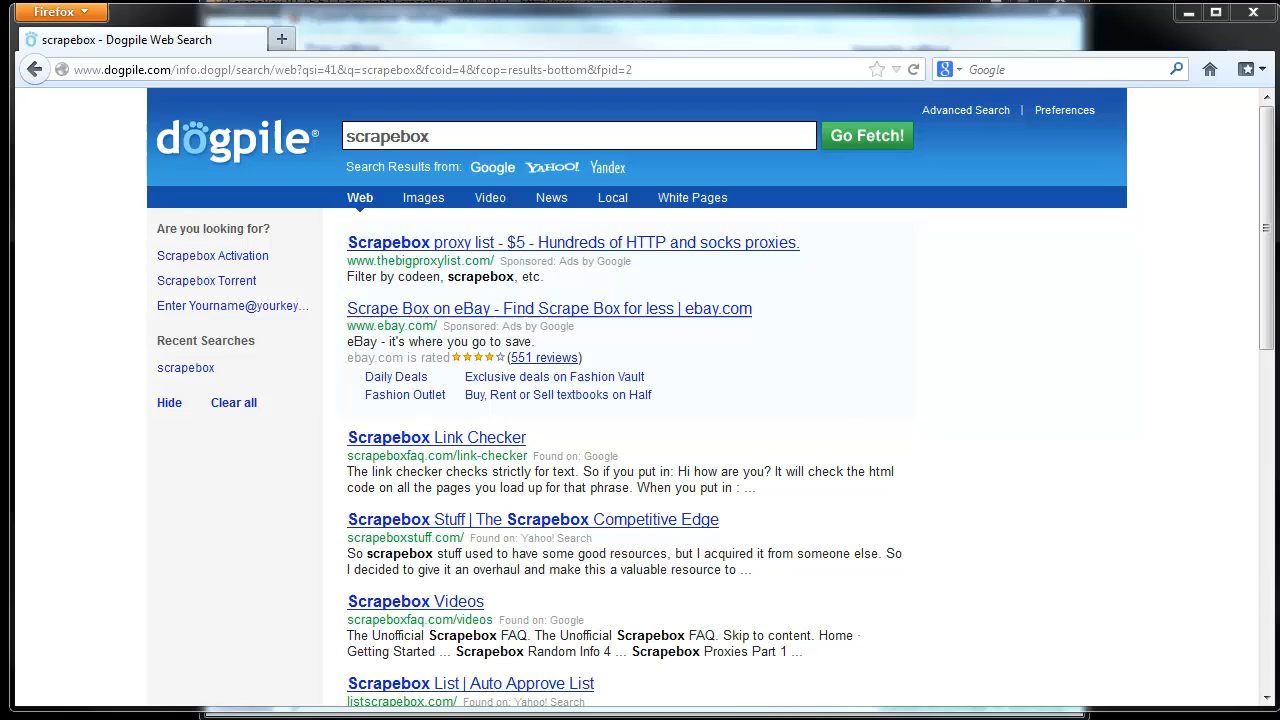 Firefox
scrapebox - Dogpile Web Search
www.dogpile.com/info.dogpl/search/web?qsi=41&q=scrapebox&fcoid=4&fcop=results-bottom&fpid=2
Google
Advanced Search | Preferences
dogpile®
scrapebox
Go Fetch!
Search Results from: Google YAHOO! Yandex
Web Images Video News Local White Pages
Are you looking for?
Scrapebox Activation
Scrapebox Torrent
Enter Yourname@yourkey...
Recent Searches
scrapebox
Hide Clear all
Scrapebox proxy list - $5 - Hundreds of HTTP and socks proxies.
www.thebigproxylist.com/ Sponsored: Ads by Google
Filter by codeen, scrapebox, etc.
Scrape Box on eBay - Find Scrape Box for less | ebay.com
www.ebay.com/ Sponsored: Ads by Google
eBay - it's where you go to save.
ebay.com is rated (551 reviews)
Daily Deals Exclusive deals on Fashion Vault
Fashion Outlet Buy, Rent or Sell textbooks on Half
Scrapebox Link Checker
scrapeboxfaq.com/link-checker Found on: Google
The link checker checks strictly for text. So if you put in: Hi how are you? It will check the html
code on all the pages you load up for that phrase. When you put in : ...
Scrapebox Stuff | The Scrapebox Competitive Edge
scrapeboxstuff.com/ Found on: Yahoo! Search
So scrapebox stuff used to have some good resources, but I acquired it from someone else. So
I decided to give it an overhaul and make this a valuable resource to ...
Scrapebox Videos
scrapeboxfaq.com/videos Found on: Google
The Unofficial Scrapebox FAQ. The Unofficial Scrapebox FAQ. Skip to content. Home ·
Getting Started ... Scrapebox Random Info 4 ... Scrapebox Proxies Part 1 ...
Scrapebox List | Auto Approve List
listscrapebox.com/ Found on: Yahoo! Search